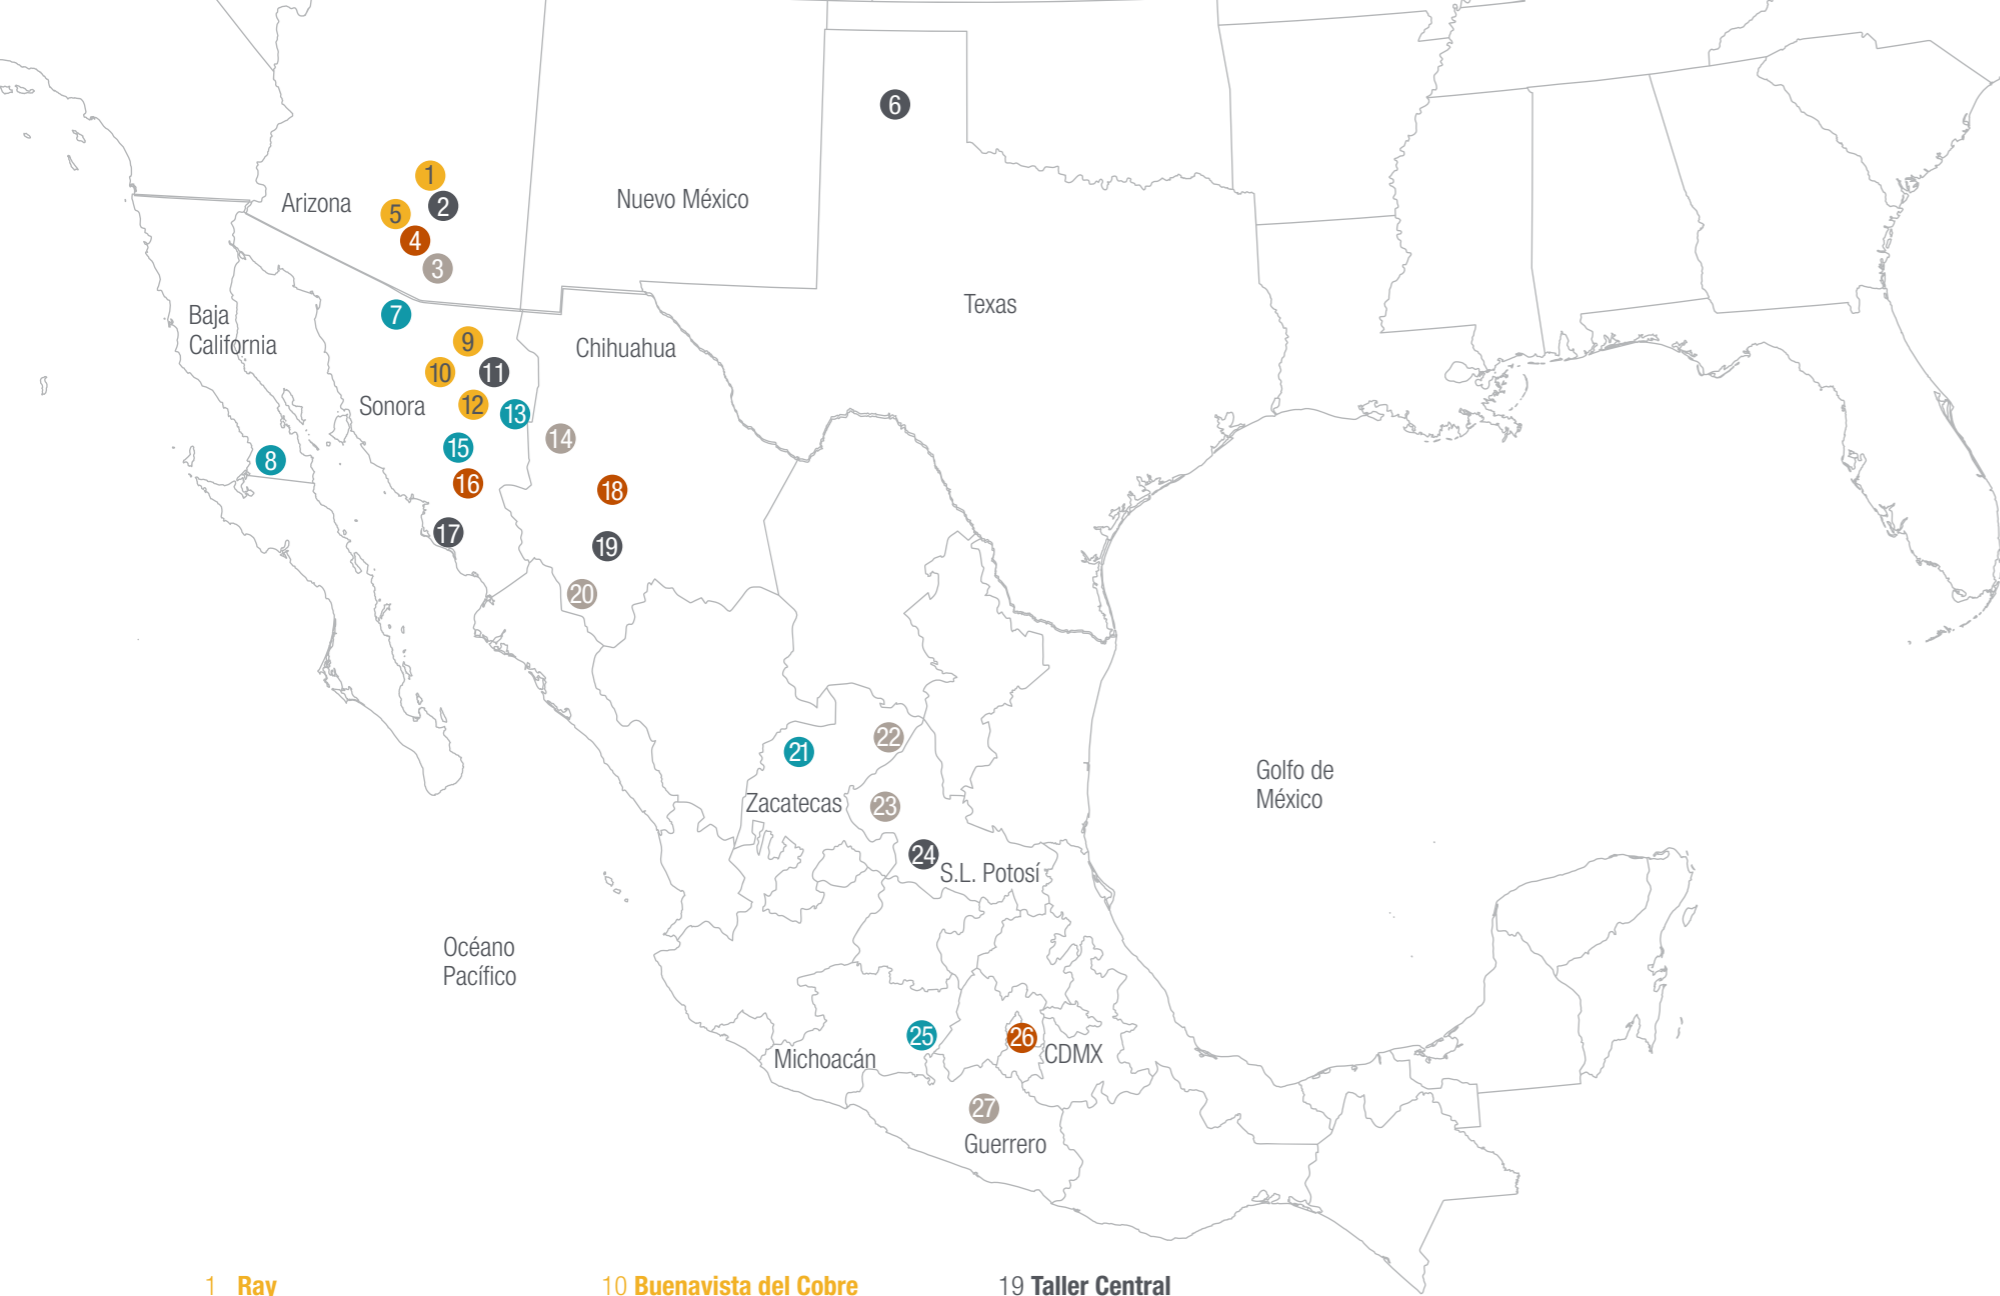 6
1
Arizona
2
5
Nuevo México
4
3
Baja
California
7
Texas
9
Chihuahua
10
11
Sonora
12
13
14
15
8
16
18
17
19
20
22
21
Zacatecas
23
Golfo de
México
24
S.L. Potosí
Océano
Pacífico
25
26
Michoacán
CDMX
27
Guerrero
1 Ray
10 Buenavista del Cobre
19 Taller Central